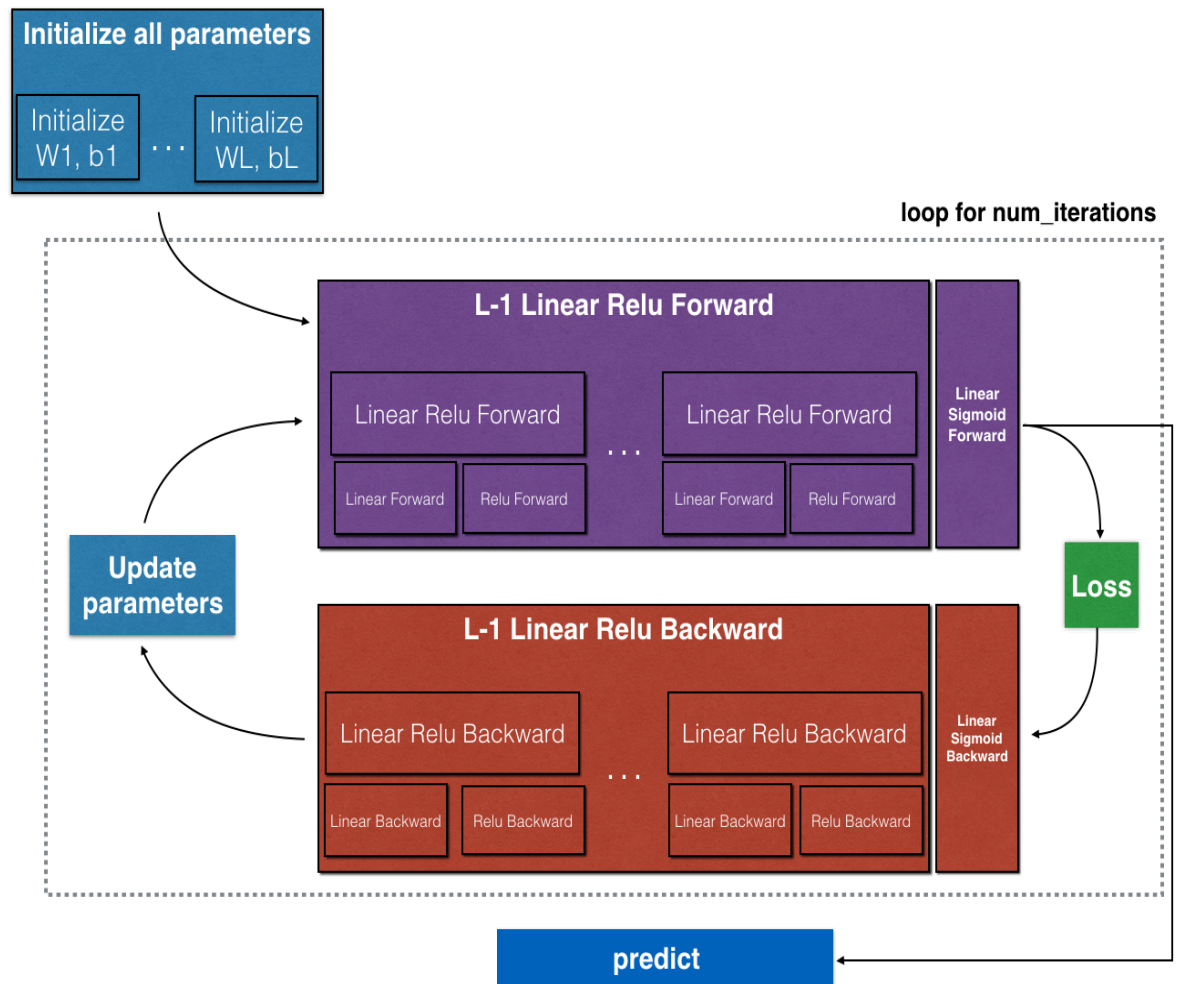 Initialize all parameters
Initialize
W1, b1
. . .
Initialize
WL, bL
loop for num_iterations
L-1 Linear Relu Forward
Linear Relu Forward
Linear Relu Forward
. . .
Linear Forward
Relu Forward
Linear Forward
Relu Forward
Linear
Sigmoid
Forward
Update
parameters
Loss
L-1 Linear Relu Backward
Linear Relu Backward
Linear Relu Backward
. . .
Linear Backward
Relu Backward
Linear Backward
Relu Backward
Linear
Sigmoid
Backward
predict